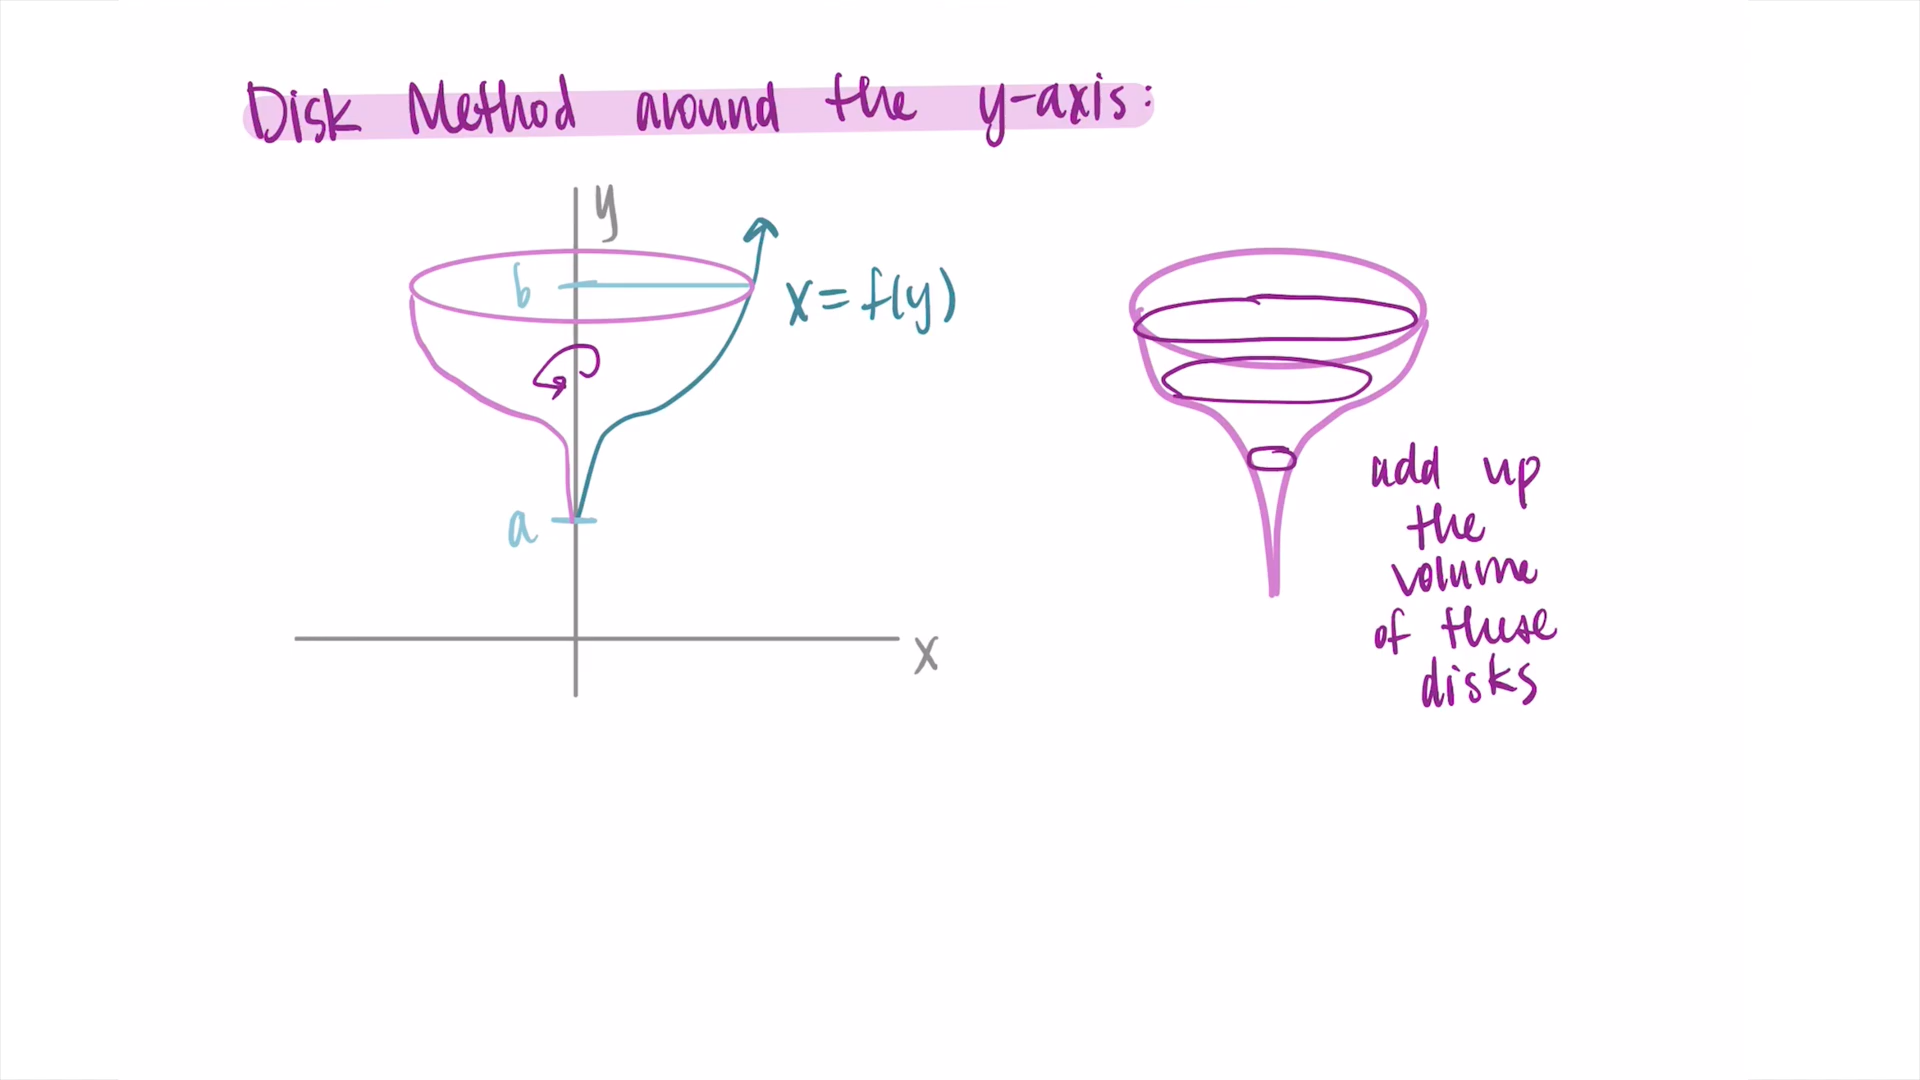 Disk Method around the y-axis:
y
b
x=f(y)
a
x
add up
the
volume
of these
disks